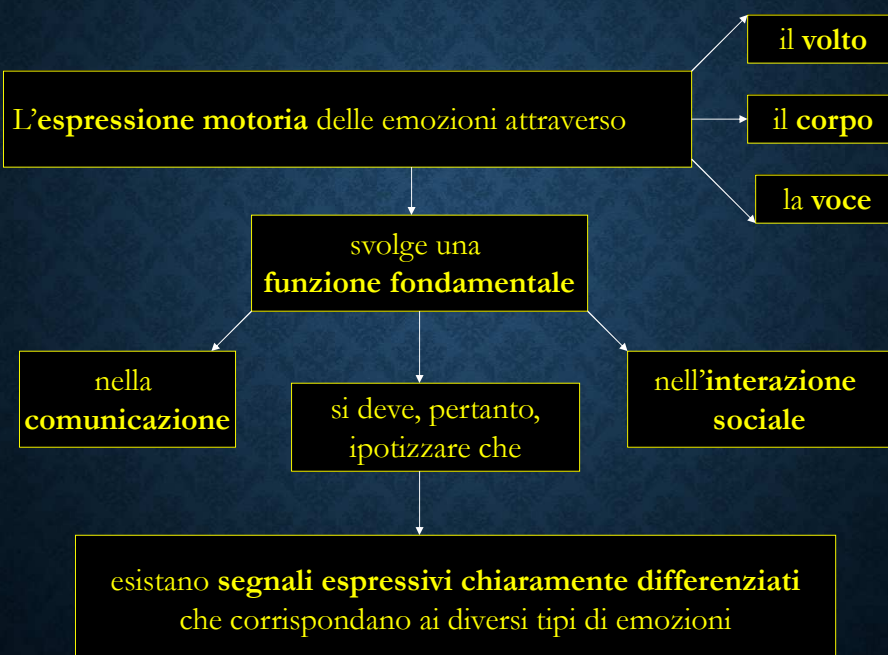 il volto
L'espressione motoria delle emozioni attraverso
il corpo
la voce
svolge una
funzione fondamentale
nella
comunicazione
si deve, pertanto,
ipotizzare che
nell'interazione
sociale
esistano segnali espressivi chiaramente differenziati
che corrispondano ai diversi tipi di emozioni